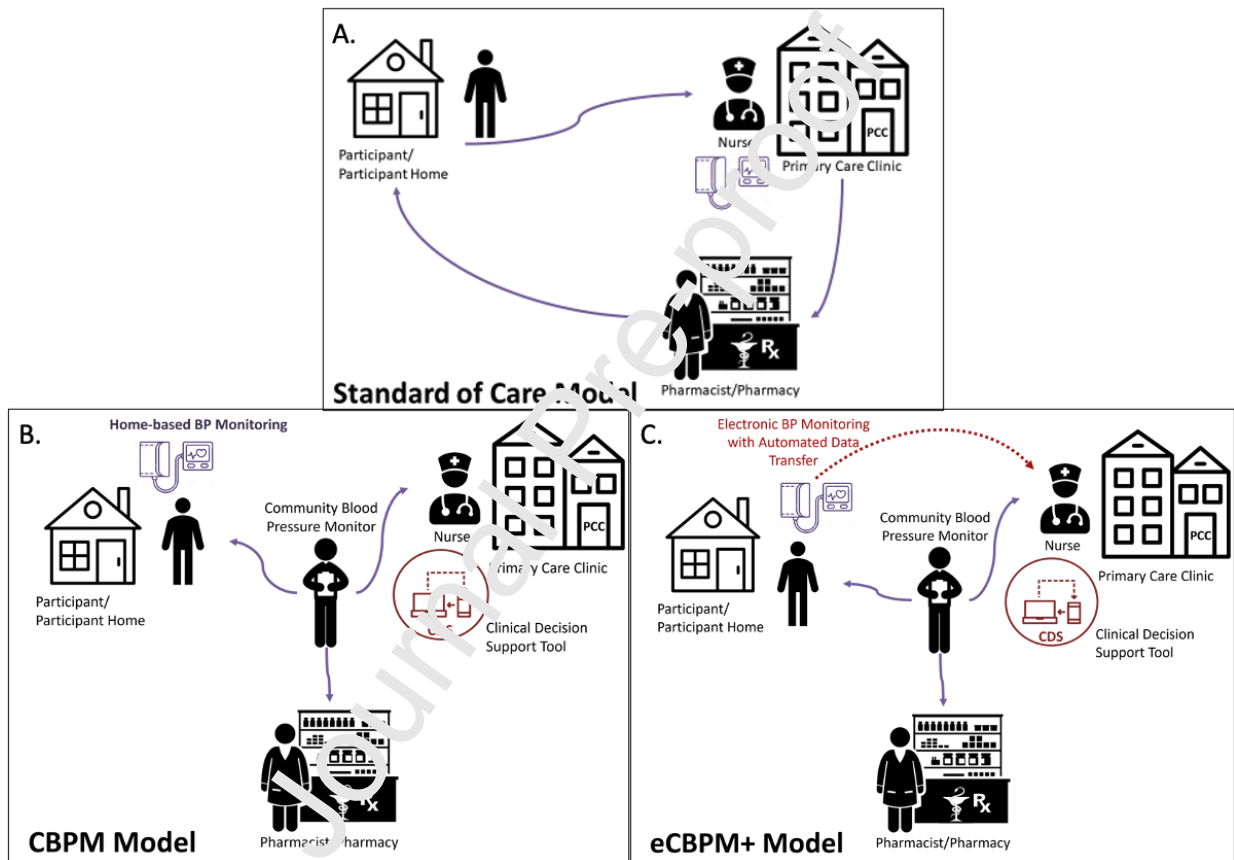 A.
Participant/
Participant Home
Nurse
PCC
Primary Care Clinic
Rx
Pharmacist/Pharmacy
Standard of Care Model
B.
Home-based BP Monitoring
Community Blood
Pressure Monitor
Nurse
PCC
Primary Care Clinic
Participant/
Participant Home
Clinical Decision
Support Tool
Rx
Pharmacist/Pharmacy
CBPM Model
C.
Electronic BP Monitoring
with Automated Data
Transfer
Community Blood
Pressure Monitor
Nurse
PCC
Primary Care Clinic
Participant/
Participant Home
CDS
Clinical Decision
Support Tool
Rx
Pharmacist/Pharmacy
eCBPM+ Model
Journal Pre-proof